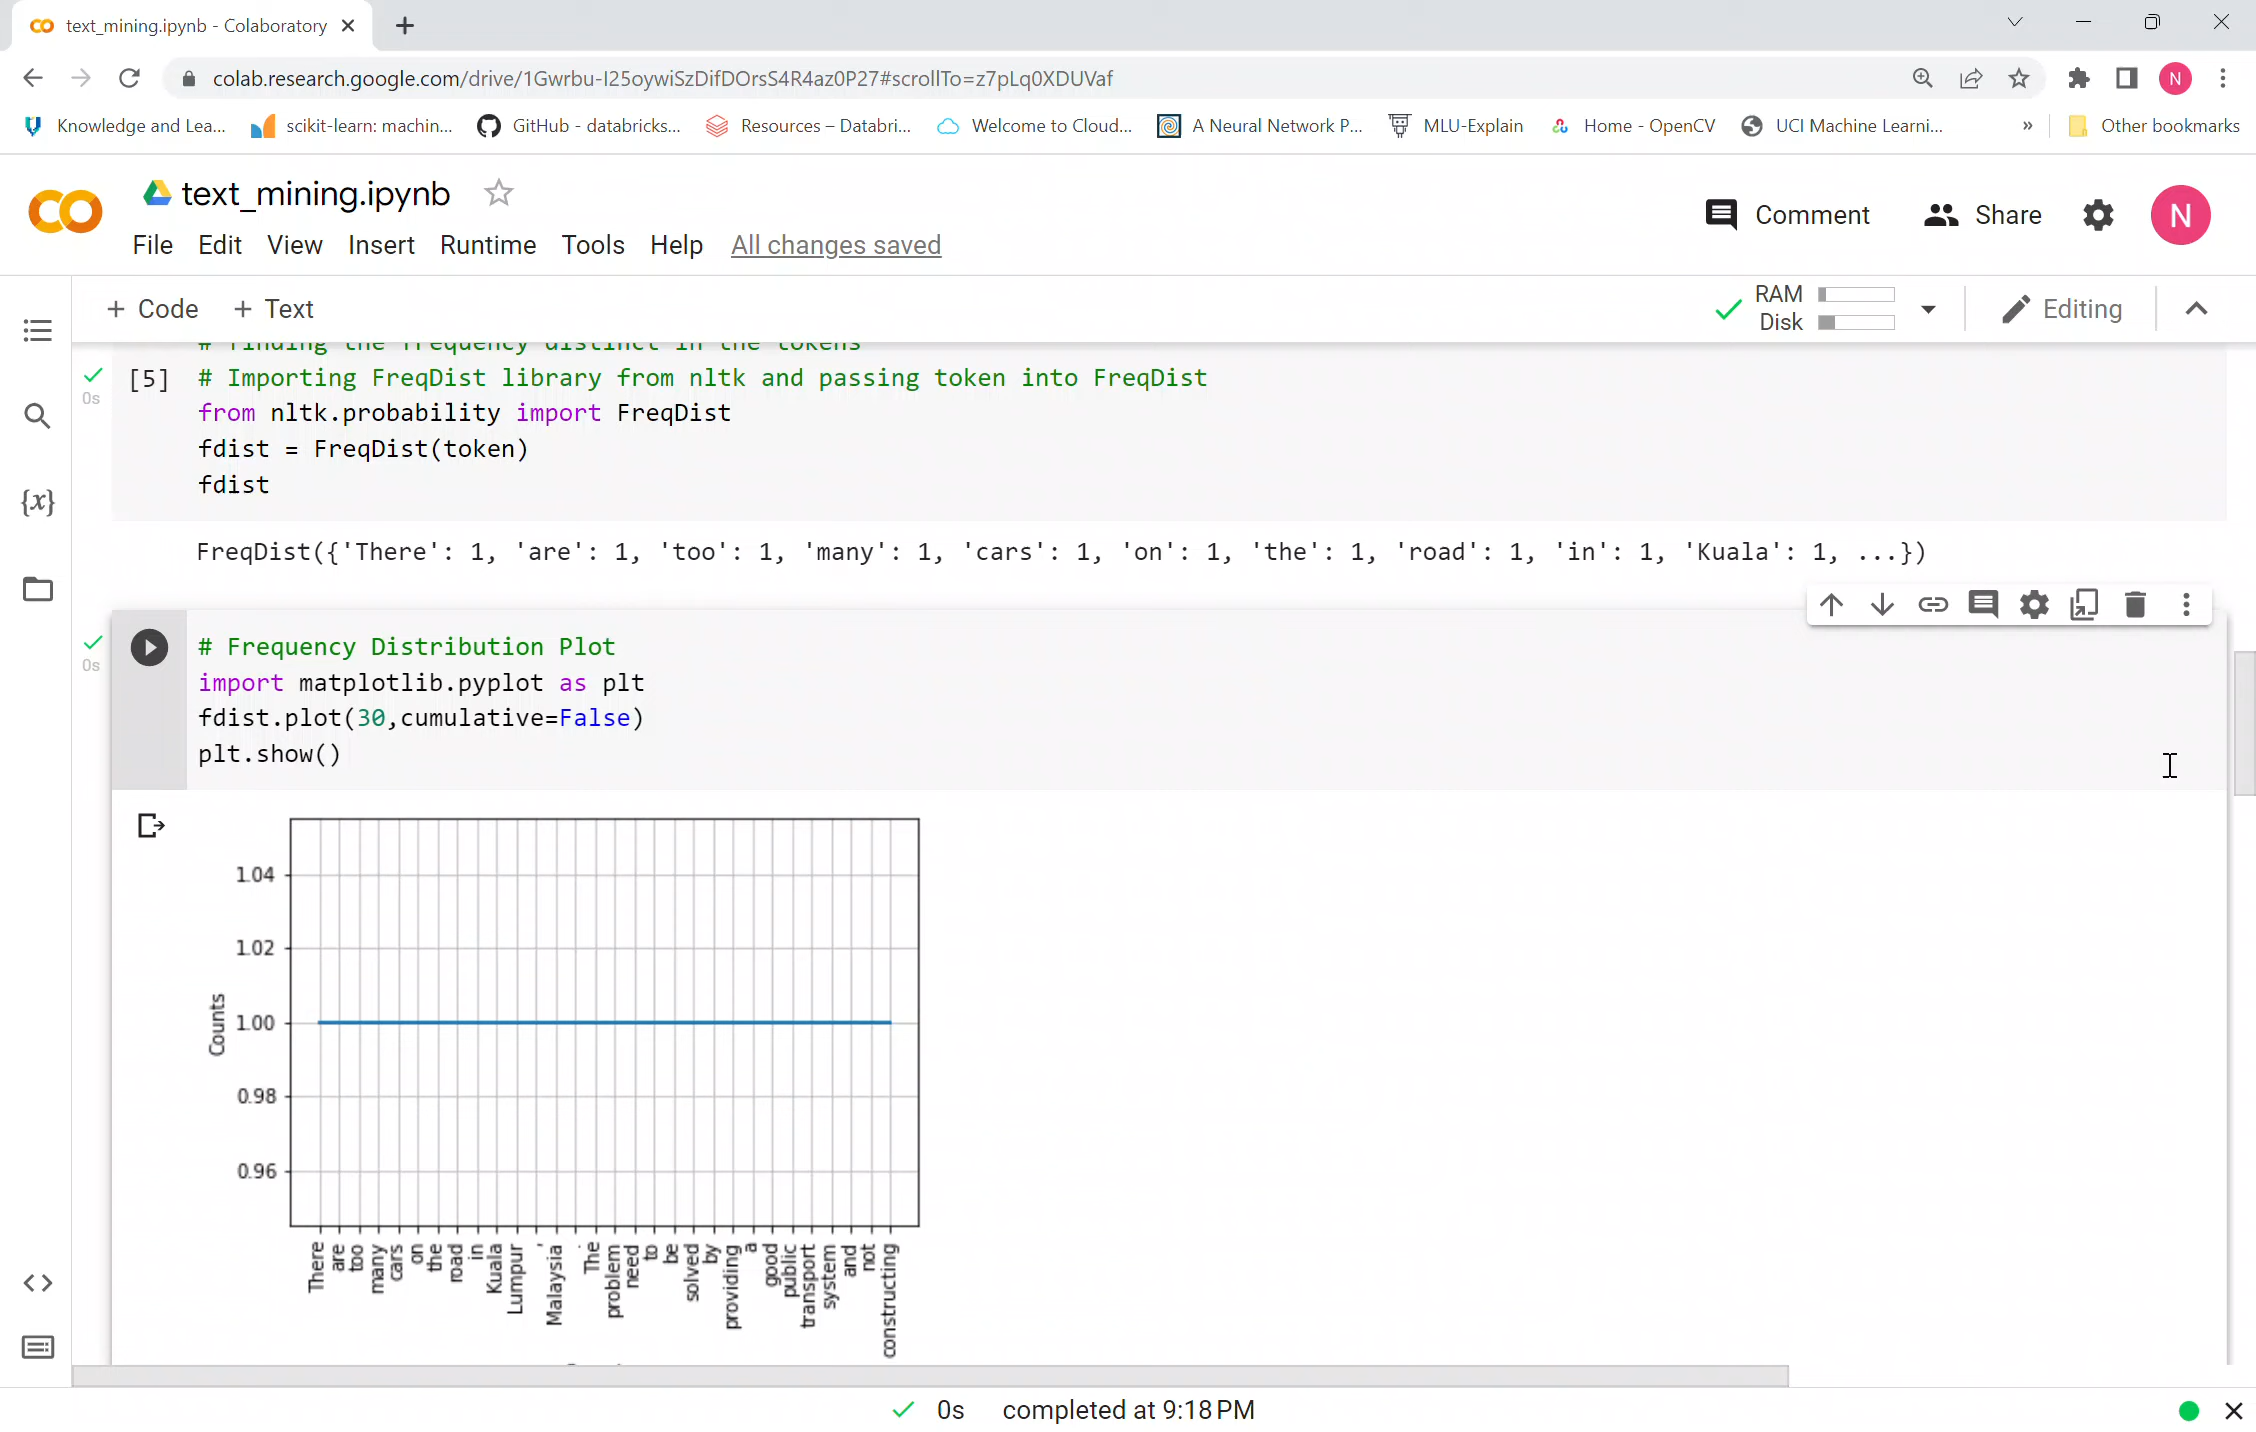 text_mining.ipynb - Colaboratory
colab.research.google.com/drive/1Gwrbu-I25oywiSzDifDOrsS4R4az0P27#scrollTo=z7pLq0XDUVaf
N
Knowledge and Lea... scikit-learn: machin... GitHub - databricks... Resources – Databri... Welcome to Cloud... A Neural Network P... MLU-Explain Home - OpenCV UCI Machine Learni... » Other bookmarks
text_mining.ipynb
Comment Share N
File Edit View Insert Runtime Tools Help All changes saved
+ Code + Text
RAM
Disk
Editing
# Finding the frequency distinct in the tokens
[5] # Importing FreqDist library from nltk and passing token into FreqDist
0s
from nltk.probability import FreqDist
fdist = FreqDist(token)
fdist
{x}
FreqDist({'There': 1, 'are': 1, 'too': 1, 'many': 1, 'cars': 1, 'on': 1, 'the': 1, 'road': 1, 'in': 1, 'Kuala': 1, ...})
# Frequency Distribution Plot
0s
import matplotlib.pyplot as plt
fdist.plot(30,cumulative=False)
plt.show()
1.04
1.02
1.00
0.98
0.96
Counts
There
are
too
many
cars
on
the
road
in
Kuala
Lumpur
,
Malaysia
.
The
problem
need
to
be
solved
by
providing
a
good
public
transport
system
and
not
constructing
0s completed at 9:18 PM